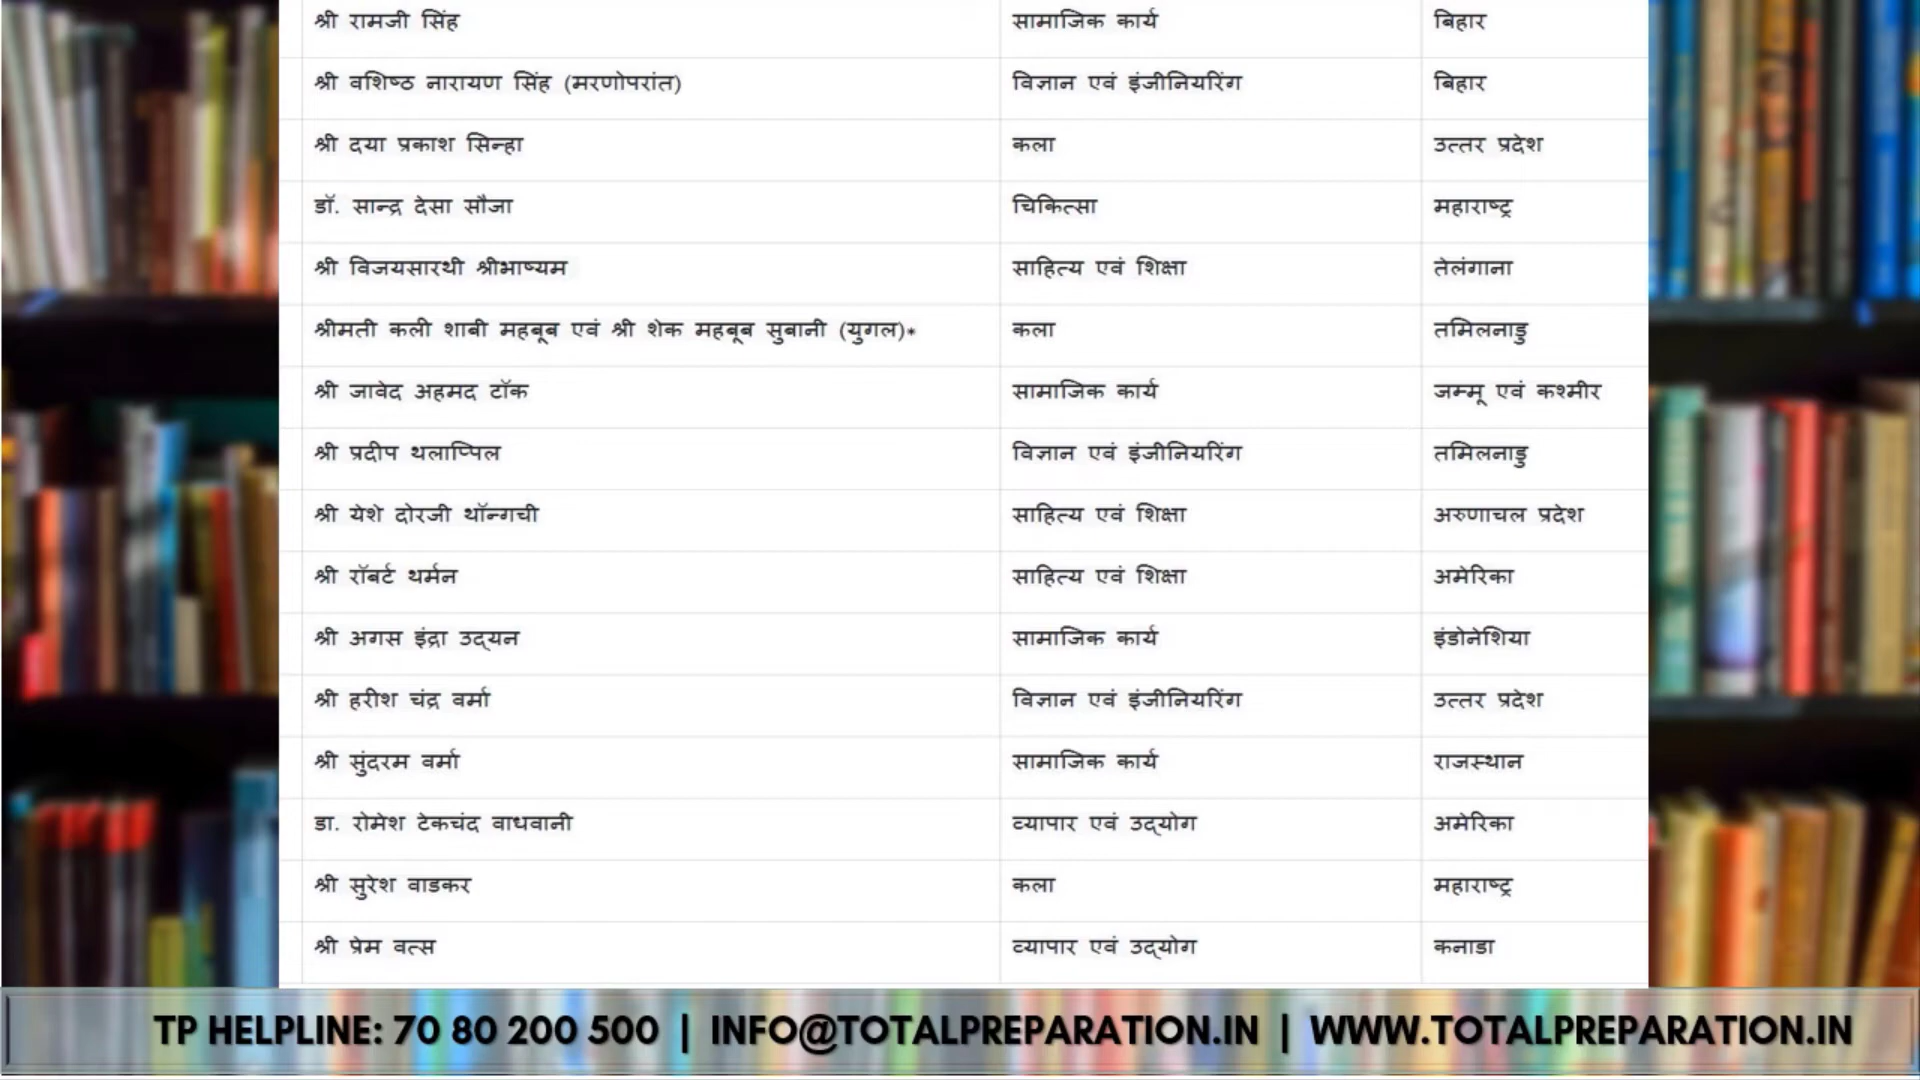 श्री रामजी सिंह सामाजिक कार्य बिहार
श्री वशिष्ठ नारायण सिंह (मरणोपरांत) विज्ञान एवं इंजीनियरिंग बिहार
श्री दया प्रकाश सिन्हा कला उत्तर प्रदेश
डॉ. सान्द्र देसा सौजा चिकित्सा महाराष्ट्र
श्री विजयसारथी श्रीभाष्यम साहित्य एवं शिक्षा तेलंगाना
श्रीमती कली शाबी महबूब एवं श्री शेक महबूब सुबानी (युगल)* कला तमिलनाडु
श्री जावेद अहमद टॉक सामाजिक कार्य जम्मू एवं कश्मीर
श्री प्रदीप थलाप्पिल विज्ञान एवं इंजीनियरिंग तमिलनाडु
श्री येशे दोरजी थॉन्गची साहित्य एवं शिक्षा अरुणाचल प्रदेश
श्री रॉबर्ट थर्मन साहित्य एवं शिक्षा अमेरिका
श्री अगस इंद्रा उद्यन सामाजिक कार्य इंडोनेशिया
श्री हरीश चंद्र वर्मा विज्ञान एवं इंजीनियरिंग उत्तर प्रदेश
श्री सुंदरम वर्मा सामाजिक कार्य राजस्थान
डा. रोमेश टेकचंद वाधवानी व्यापार एवं उद्योग अमेरिका
श्री सुरेश वाडकर कला महाराष्ट्र
श्री प्रेम वत्स व्यापार एवं उद्योग कनाडा
TP HELPLINE: 70 80 200 500 | INFO@TOTALPREPARATION.IN | WWW.TOTALPREPARATION.IN